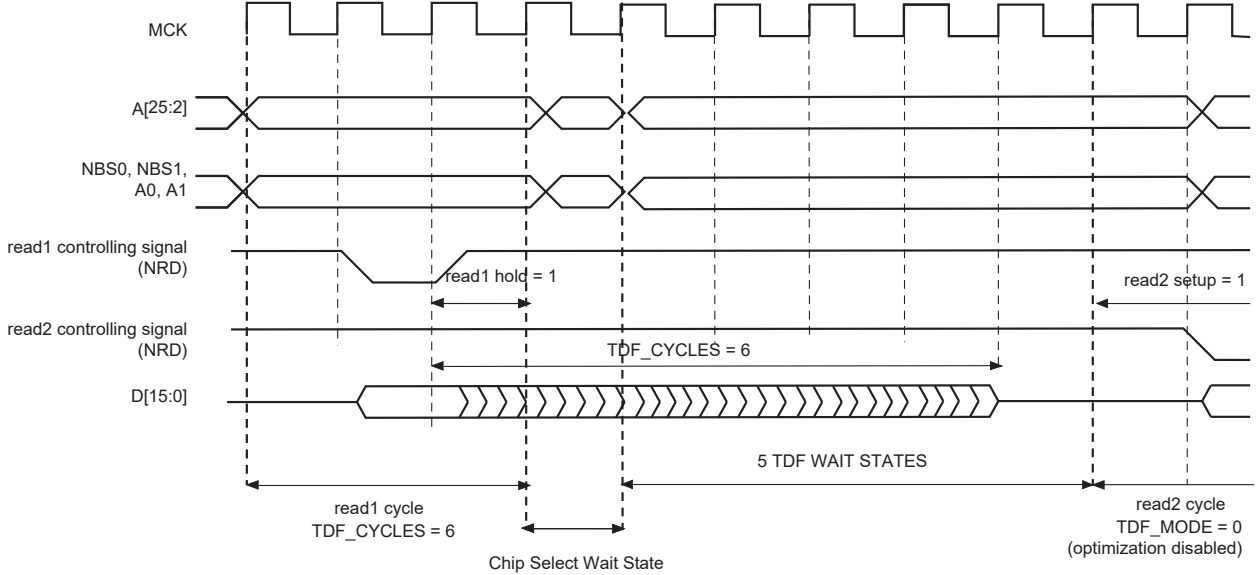 MCK
A[25:2]
NBS0, NBS1,
A0, A1
read1 controlling signal
(NRD)
read1 hold = 1
read2 setup = 1
read2 controlling signal
(NRD)
TDF_CYCLES = 6
D[15:0]
5 TDF WAIT STATES
read1 cycle
TDF_CYCLES = 6
read2 cycle
TDF_MODE = 0
(optimization disabled)
Chip Select Wait State